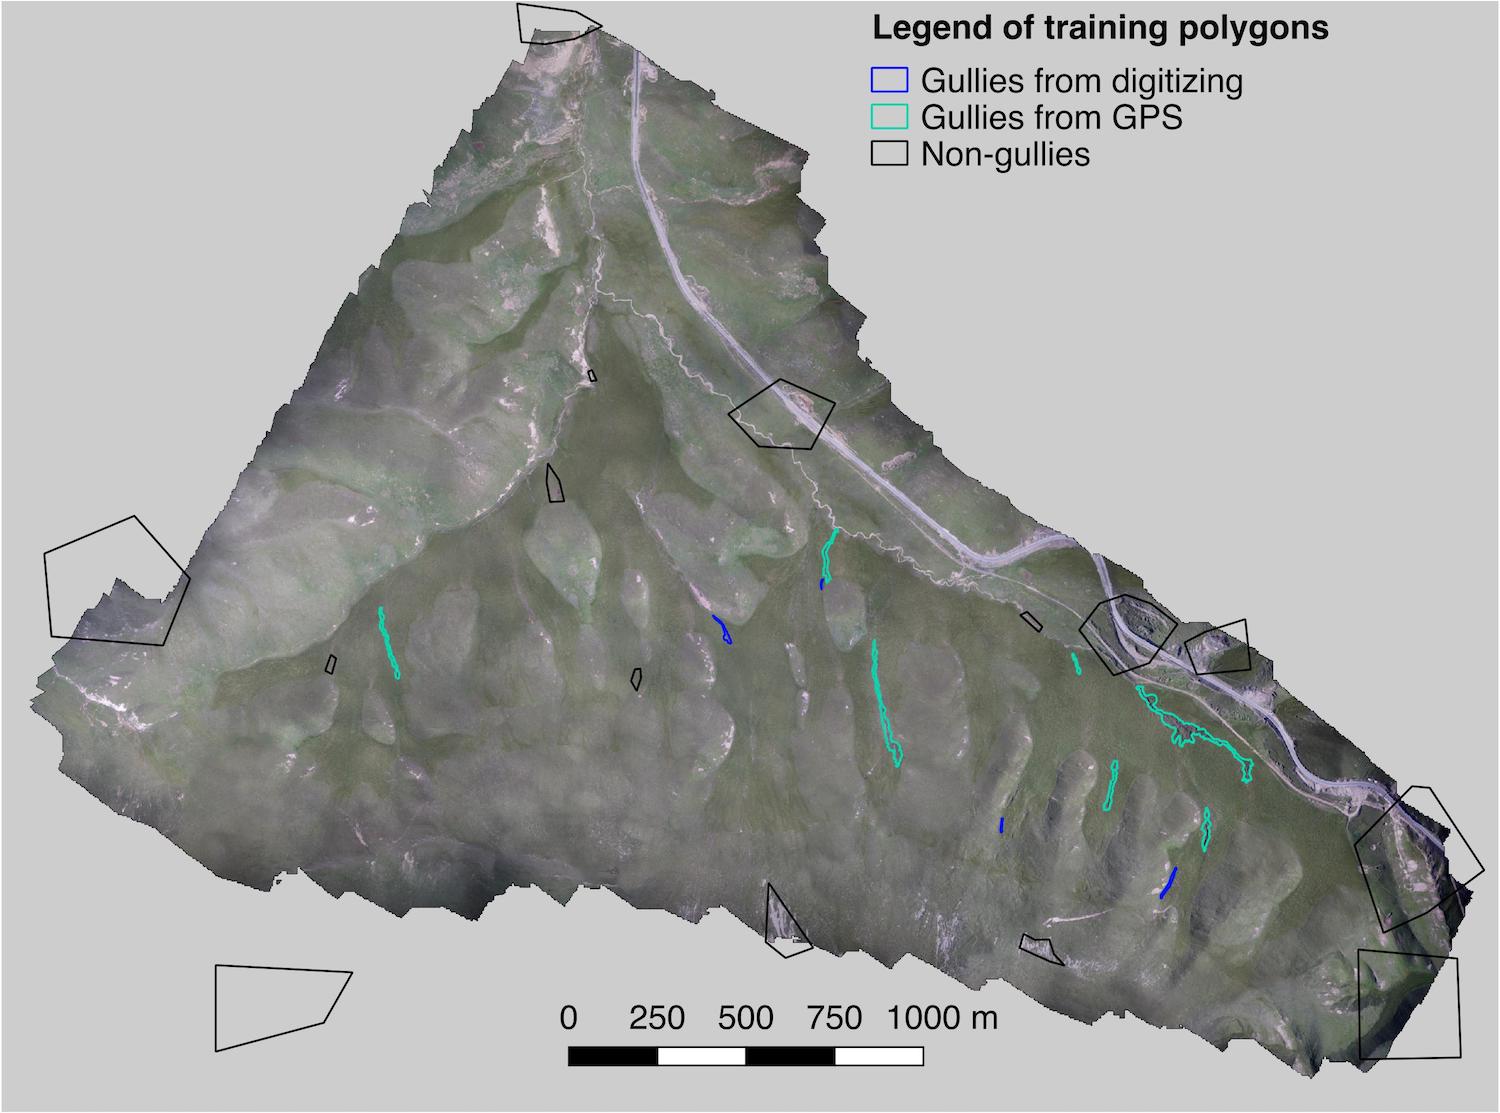 Legend of training polygons
Gullies from digitizing
Gullies from GPS
Non-gullies
0 250 500 750 1000 m